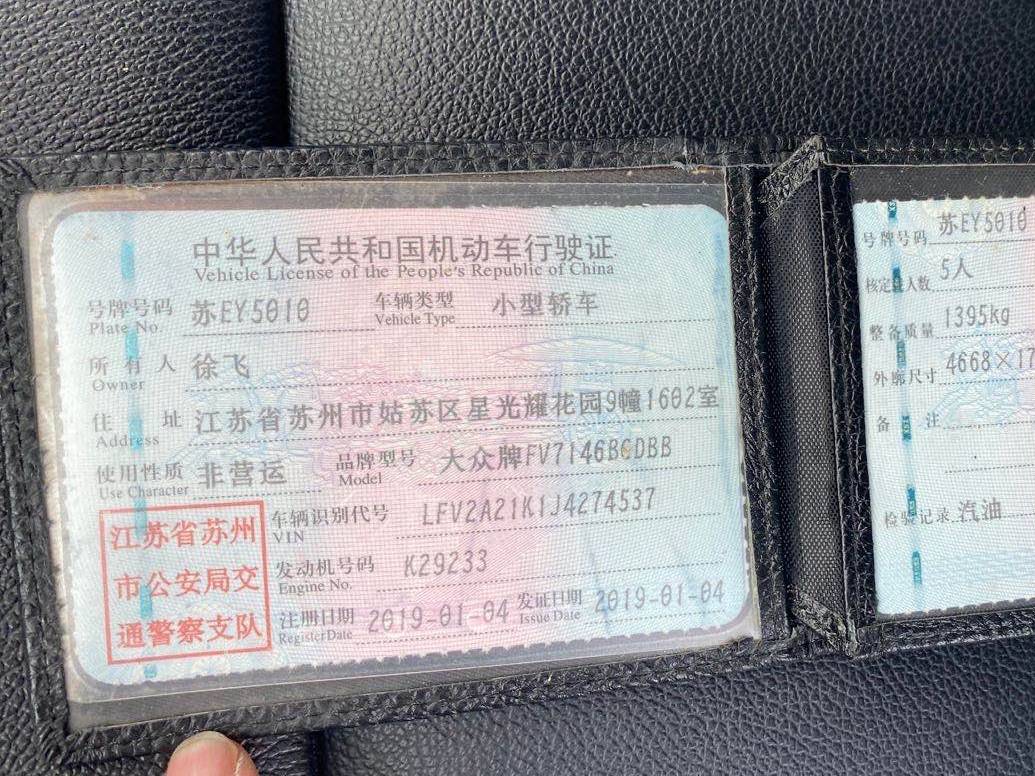 中华人民共和国机动车行驶证
Vehicle License of the People's Republic of China
号牌号码 苏EY5010 车辆类型 小型轿车
Plate No. Vehicle Type
所有人 徐飞
Owner
住址 江苏省苏州市姑苏区星光耀花园9幢1602室
Address
使用性质 非营运 品牌型号 大众牌FV7146BGDBB
Use Character Model
江苏省苏州
市公安局交
通警察支队
车辆识别代号 LFV2A21K1J4274537
VIN
发动机号码 K29233
Engine No.
注册日期 2019-01-04 发证日期 2019-01-04
Register Date Issue Date
号牌号码 苏EY5010
核定载人数 5人
整备质量 1395kg
外廓尺寸 4668×17
备注
检验记录 汽油